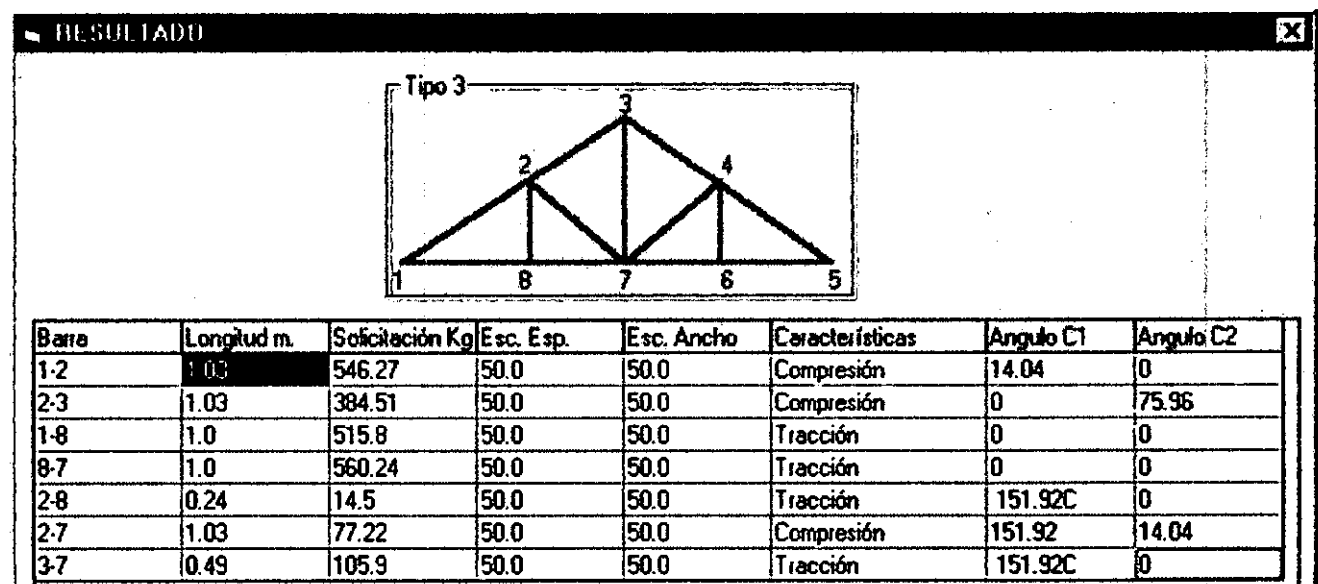 RESULTADO
Tipo 3
3
2 4
1 8 7 6 5
Barra Longitud m. Solicitación Kg Esc. Esp. Esc. Ancho Características Angulo C1 Angulo C2
1-2 1.03 546.27 50.0 50.0 Compresión 14.04 0
2-3 1.03 384.51 50.0 50.0 Compresión 0 75.96
1-8 1.0 515.8 50.0 50.0 Tracción 0 0
8-7 1.0 560.24 50.0 50.0 Tracción 0 0
2-8 0.24 14.5 50.0 50.0 Tracción 151.92C 0
2-7 1.03 77.22 50.0 50.0 Compresión 151.92 14.04
3-7 0.49 105.9 50.0 50.0 Tracción 151.92C 0